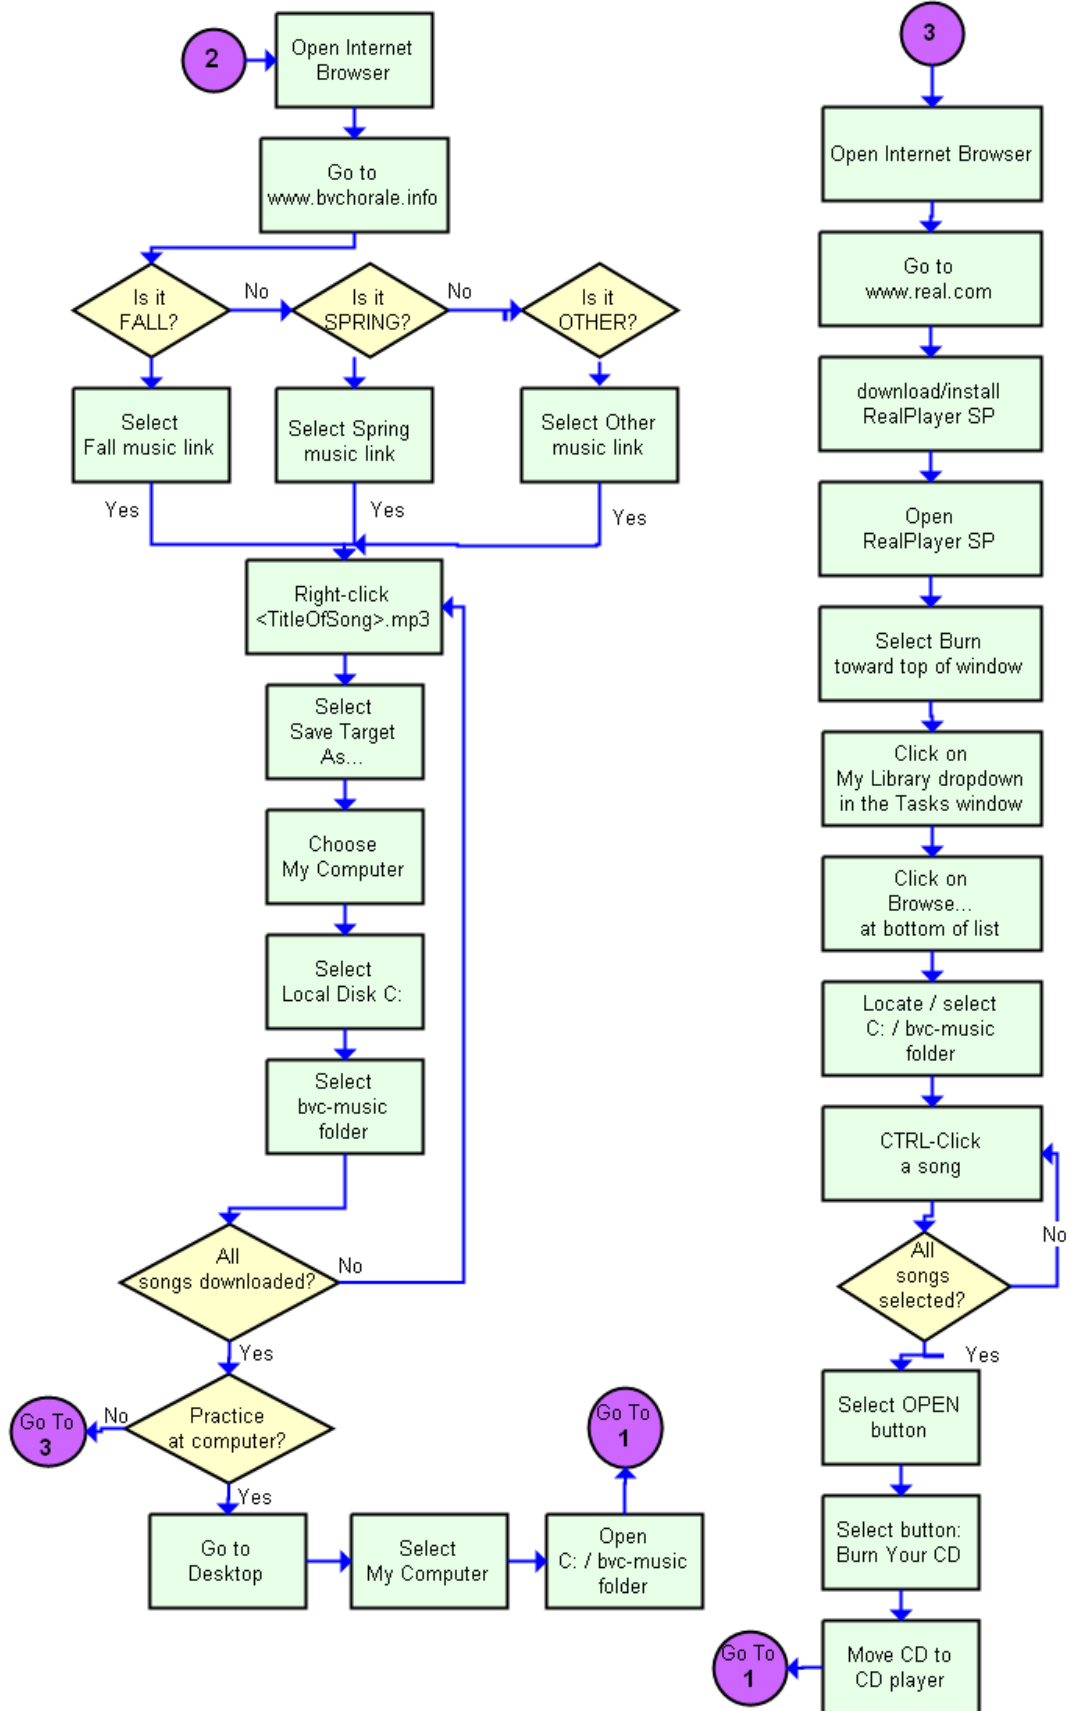 2
Open Internet
Browser
Go to
www.bvchorale.info
Is it
FALL?
No
Is it
SPRING?
No
Is it
OTHER?
Select
Fall music link
Select Spring
music link
Select Other
music link
Yes
Yes
Yes
Right-click
<TitleOfSong>.mp3
Select
Save Target
As...
Choose
My Computer
Select
Local Disk C:
Select
bvc-music
folder
All
songs downloaded?
No
Yes
Practice
at computer?
No
Go To
3
Yes
Go to
Desktop
Select
My Computer
Open
C: / bvc-music
folder
Go To
1
3
Open Internet Browser
Go to
www.real.com
download/install
RealPlayer SP
Open
RealPlayer SP
Select Burn
toward top of window
Click on
My Library dropdown
in the Tasks window
Click on
Browse...
at bottom of list
Locate / select
C: / bvc-music
folder
CTRL-Click
a song
No
All
songs
selected?
Yes
Select OPEN
button
Select button:
Burn Your CD
Move CD to
CD player
Go To
1